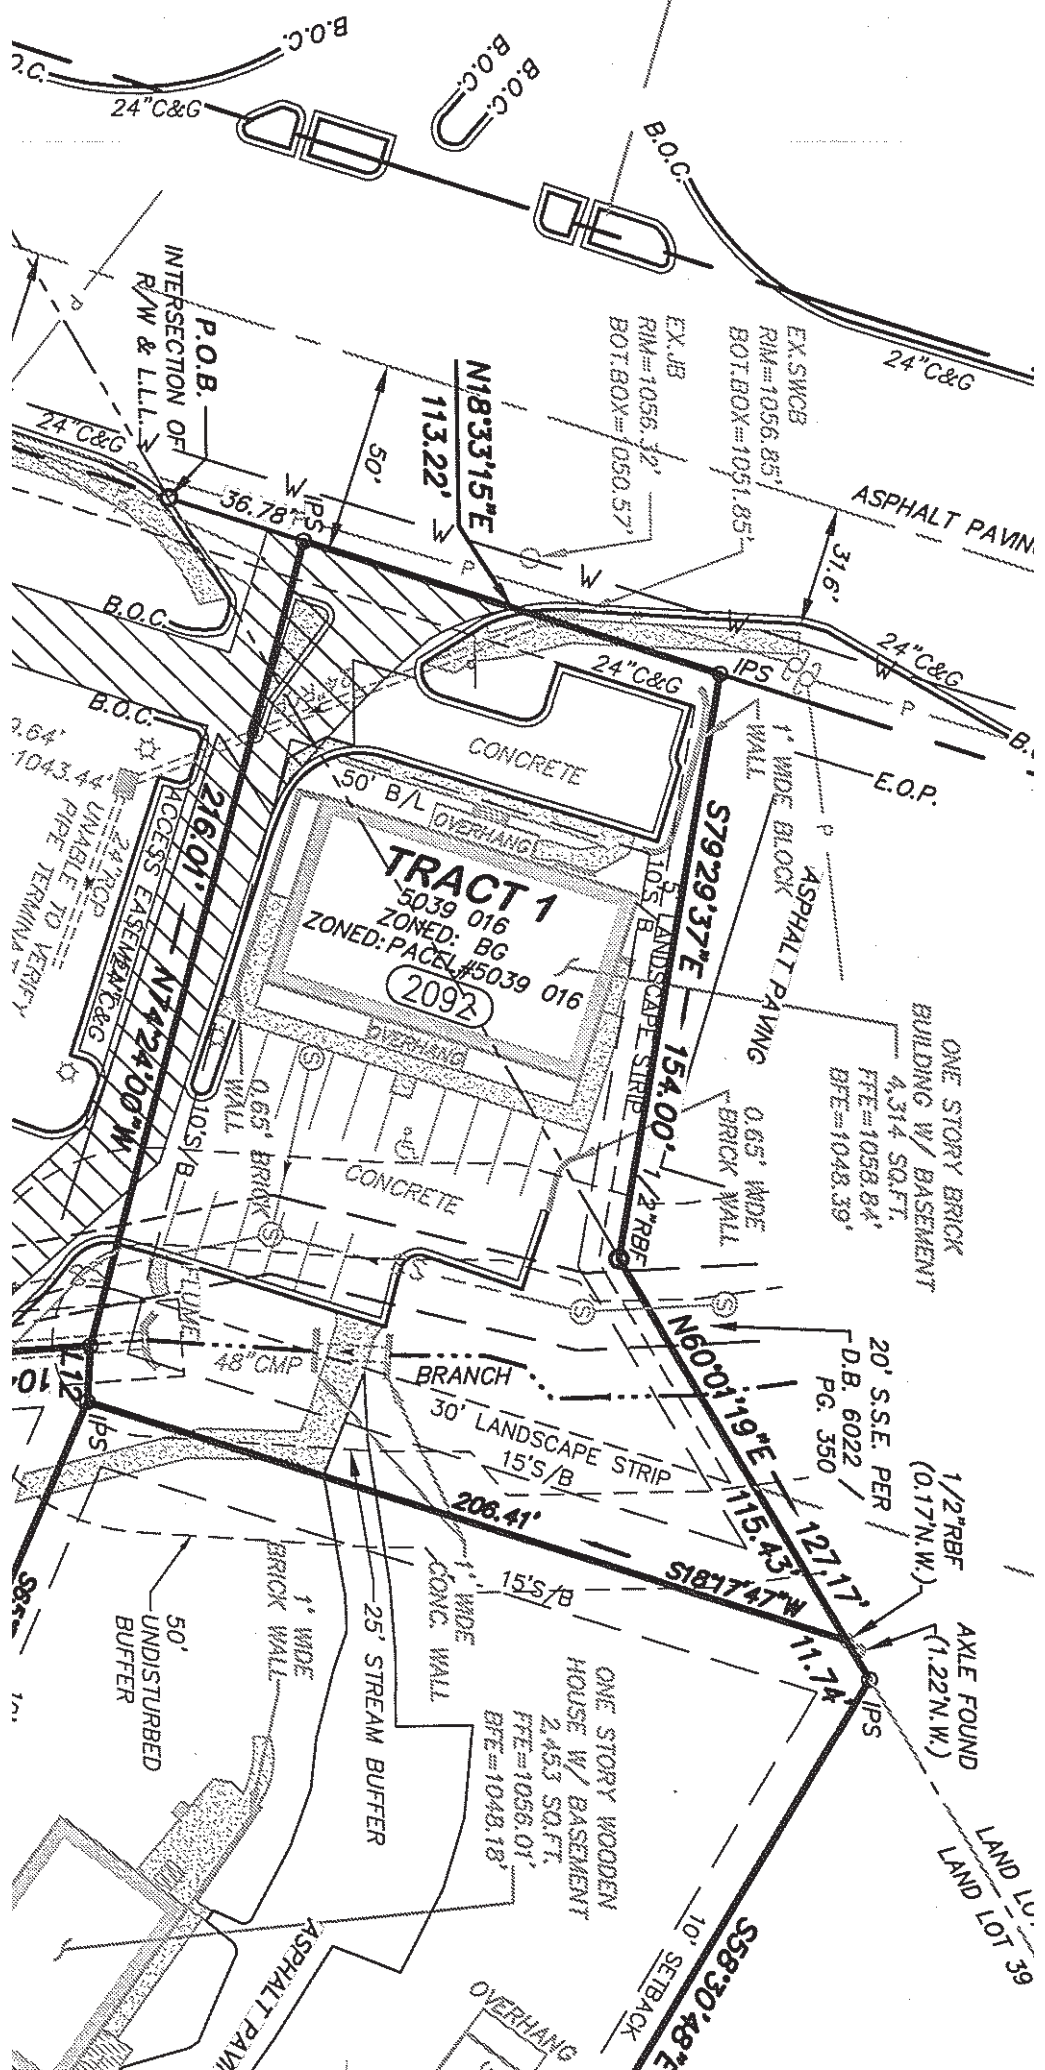 B.O.C.
B.O.C.
B.O.C.
24"C&G
B.O.C.
24"C&G
P
P.O.B.
INTERSECTION OF
R/W & L.L.L.
24"C&G
N18°33'15"E
113.22'
50'
EX.JB
RIM=1056.32'
BOT.BOX=1050.57'
EX.SWCB
RIM=1056.85'
BOT.BOX=1051.85'
ASPHALT PAVIN
31.6'
W
W
W
W
W
W
36.78'
IPS
P
B.O.C.
24"C&G
24"C&G
IPS
P
E.O.P.
P
B.O.C.
CONCRETE
1' WIDE BLOCK
WALL
50' B/L
OVERHANG
TRACT 1
5039 016
ZONED: BG
ZONED: PACEL#5039 016
2092
OVERHANG
S79°29'37"E
154.00'
10'S/B
5' LANDSCAPE STRIP
ASPHALT PAVING
ONE STORY BRICK
BUILDING W/ BASEMENT
4,314 SQ.FT.
FFE=1058.84'
BFE=1048.39'
9.64'
1043.44'
UNABLE TO VERIFY
PIPE TERMINAT
24"RCP
ACCESS EASEMENT
C&G
216.01'
N74°24'00"W
10'S/B
0.65' BRICK
WALL
S
S
S
S
S
CONCRETE
0.65' WIDE
BRICK WALL
1/2"RBF
FLUME
48"CMP
BRANCH
N60°01'19"E
127.17'
115.43'
20' S.S.E. PER
D.B. 6022
PG. 350
30' LANDSCAPE STRIP
15'S/B
L12
IPS
206.41'
S18°17'47"W
1/2"RBF
(0.17'N.W.)
AXLE FOUND
(1.22'N.W.)
11.74'
IPS
15'S/B
1' WIDE
CONC. WALL
25' STREAM BUFFER
1' WIDE
BRICK WALL
50'
UNDISTURBED
BUFFER
ONE STORY WOODEN
HOUSE W/ BASEMENT
2,453 SQ.FT.
FFE=1056.01'
BFE=1048.18'
LAND LOT 39
10' SETBACK
S58°30'48"E
OVERHANG
ASPHALT PAVI